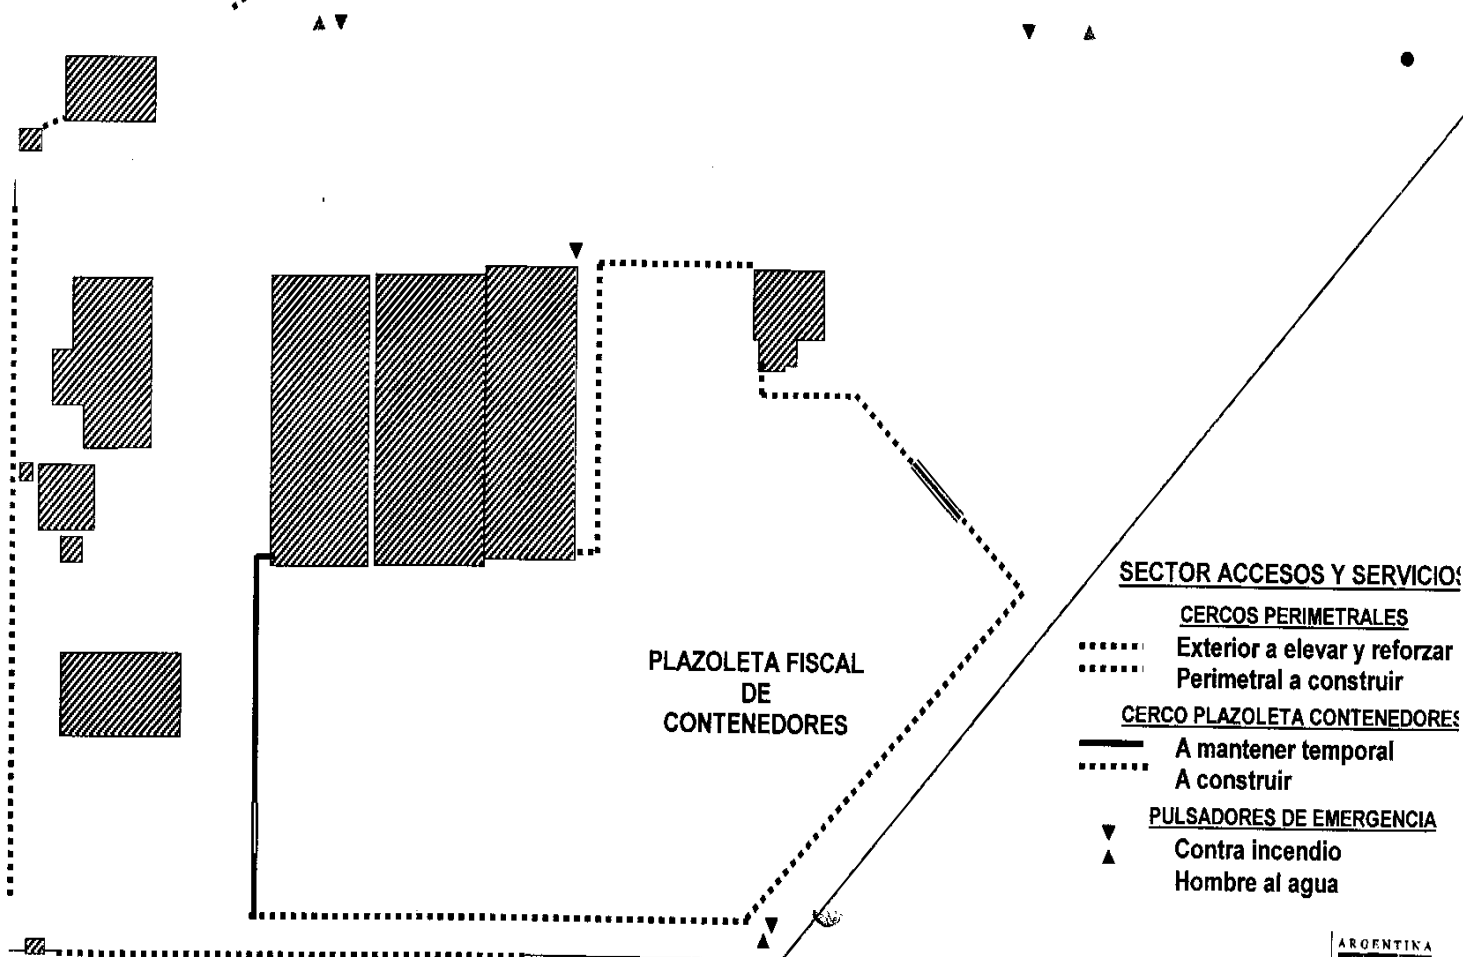 PLAZOLETA FISCAL
DE
CONTENEDORES
SECTOR ACCESOS Y SERVICIOS
CERCOS PERIMETRALES
Exterior a elevar y reforzar
Perimetral a construir
CERCO PLAZOLETA CONTENEDORES
A mantener temporal
A construir
PULSADORES DE EMERGENCIA
Contra incendio
Hombre al agua
ARGENTINA